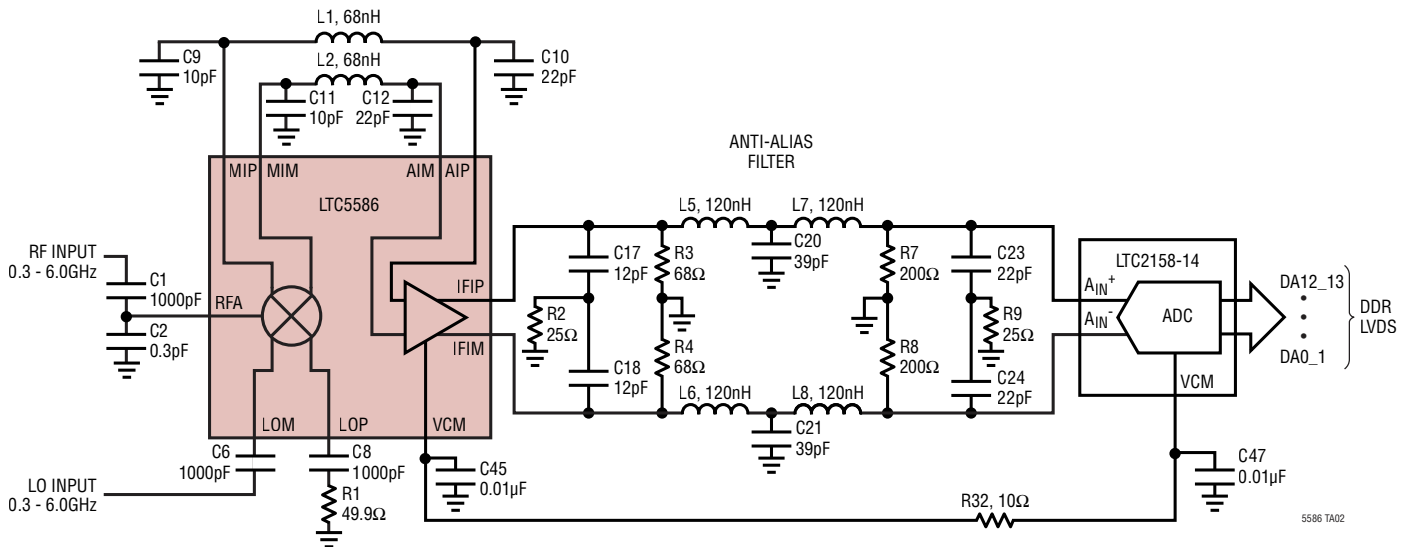 L1, 68nH
C9
10pF
L2, 68nH
C10
22pF
C11
10pF
C12
22pF
ANTI-ALIAS
FILTER
MIP
MIM
AIM
AIP
LTC5586
L5, 120nH
L7, 120nH
RF INPUT
0.3 - 6.0GHz
C1
1000pF
RFA
C2
0.3pF
IFIP
IFIM
C17
12pF
R3
68Ω
C20
39pF
R7
200Ω
C23
22pF
R2
25Ω
R9
25Ω
C18
12pF
R4
68Ω
R8
200Ω
C24
22pF
L6, 120nH
L8, 120nH
C21
39pF
LTC2158-14
AIN+
AIN-
ADC
VCM
DA12_13
DA0_1
DDR
LVDS
LOM
LOP
VCM
C6
1000pF
C8
1000pF
LO INPUT
0.3 - 6.0GHz
R1
49.9Ω
C45
0.01µF
R32, 10Ω
C47
0.01µF
5586 TA02